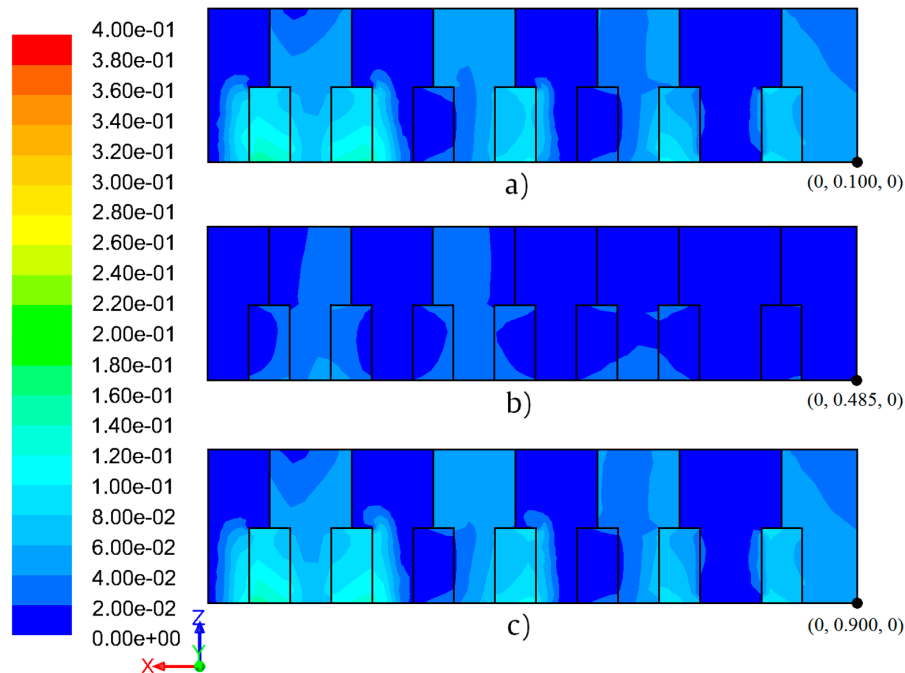 4.00e-01
3.80e-01
3.60e-01
3.40e-01
3.20e-01
3.00e-01
2.80e-01
2.60e-01
2.40e-01
2.20e-01
2.00e-01
1.80e-01
1.60e-01
1.40e-01
1.20e-01
1.00e-01
8.00e-02
6.00e-02
4.00e-02
2.00e-02
0.00e+00
Z
Y
X
a)
(0, 0.100, 0)
b)
(0, 0.485, 0)
c)
(0, 0.900, 0)